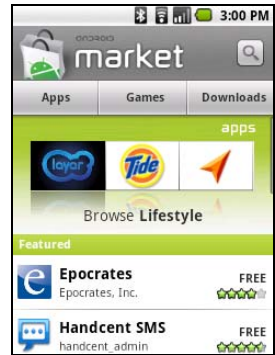 3:00 PM
ANDROID
market
Apps Games Downloads
apps
layar Tide
Browse Lifestyle
Featured
Epocrates
FREE
Epocrates, Inc.
Handcent SMS
FREE
handcent_admin